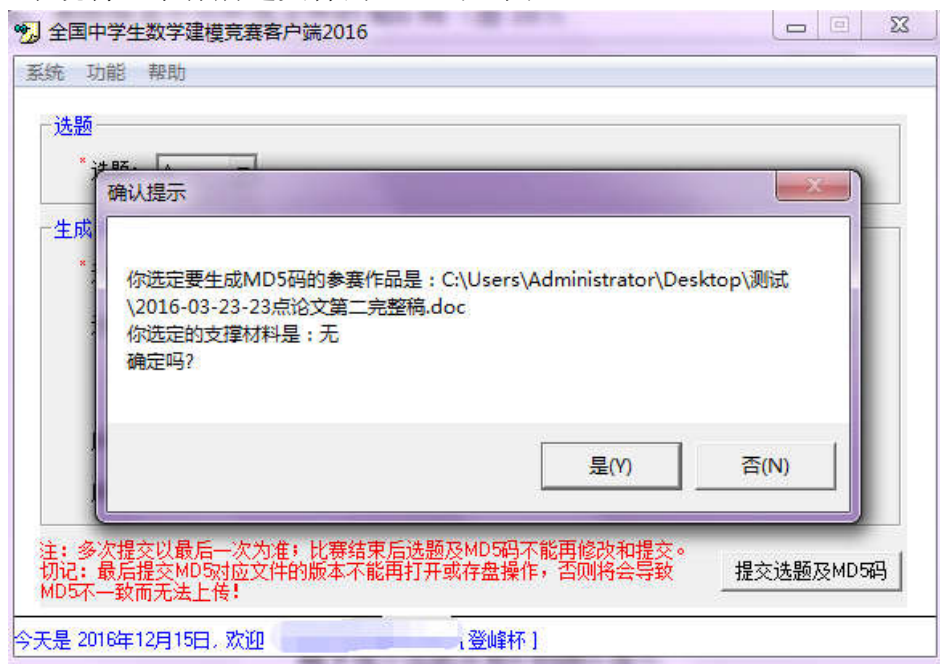 全国中学生数学建模竞赛客户端2016
系统 功能 帮助
选题
* 选题:
确认提示
生成
你选定要生成MD5码的参赛作品是：C:\Users\Administrator\Desktop\测试
\2016-03-23-23点论文第二完整稿.doc
你选定的支撑材料是：无
确定吗?
是(Y) 否(N)
注：多次提交以最后一次为准；比赛结束后选题及MD5码不能再修改和提交。
切记：最后提交MD5对应文件的版本不能再打开或存盘操作，否则将会导致
MD5不一致而无法上传！
提交选题及MD5码
今天是 2016年12月15日, 欢迎 登峰杯 ]